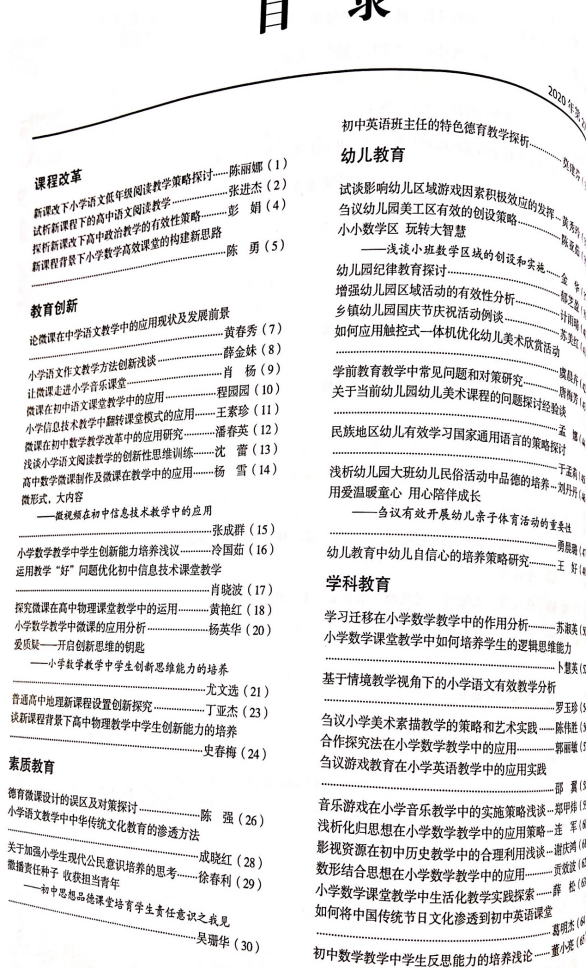 目 录
2020年第2
课程改革
新课改下小学语文低年级阅读教学策略探讨……陈丽娜（1）
试析新课程下的高中语文阅读教学……张进杰（2）
探析新课改下高中政治教学的有效性策略……彭 娟（4）
新课程背景下小学数学高效课堂的构建新思路
……陈 勇（5）
教育创新
论微课在中学语文教学中的应用现状及发展前景
……黄春秀（7）
小学语文作文教学方法创新浅谈……薛金妹（8）
让微课走进小学音乐课堂……肖 杨（9）
微课在初中语文课堂教学中的应用……程园园（10）
小学信息技术教学中翻转课堂模式的应用……王素珍（11）
微课在初中数学教学改革中的应用研究……潘春英（12）
浅谈小学语文阅读教学的创新性思维训练……沈 蕾（13）
高中数学微课制作及微课在教学中的应用……杨 雪（14）
微形式，大内容
——微视频在初中信息技术教学中的应用
……张成群（15）
小学数学教学中学生创新能力培养浅议……冷国茹（16）
运用教学“好”问题优化初中信息技术课堂教学
……肖晓波（17）
探究微课在高中物理课堂教学中的运用……黄艳红（18）
小学数学教学中微课的应用分析……杨英华（20）
爱质疑——开启创新思维的钥匙
——小学数学教学中学生创新思维能力的培养
……尤文选（21）
普通高中地理新课程设置创新探究……丁亚杰（23）
谈新课程背景下高中物理教学中学生创新能力的培养
……史春梅（24）
素质教育
德育微课设计的误区及对策探讨……陈 强（26）
小学语文教学中中华传统文化教育的渗透方法
……成晓红（28）
关于加强小学生现代公民意识培养的思考……徐春利（29）
撒播责任种子 收获担当青年
——初中思想品德课堂培育学生责任意识之我见
……吴珊华（30）
初中英语班主任的特色德育教学探析……
幼儿教育
试谈影响幼儿区域游戏因素积极效应的发挥……黄秀
刍议幼儿园美工区有效的创设策略……陈亚
小小数学区 玩转大智慧
——浅谈小班数学区域的创设和实施……金 华
幼儿园纪律教育探讨……郁芝
增强幼儿园区域活动的有效性分析……计雨
乡镇幼儿园国庆节庆祝活动例谈……苏美红
如何应用触控式一体机优化幼儿美术欣赏活动
……虞晨
学前教育教学中常见问题和对策研究……唐梅芳
关于当前幼儿园幼儿美术课程的问题探讨经验谈
……孟 娜
民族地区幼儿有效学习国家通用语言的策略探讨
……于孟莉
浅析幼儿园大班幼儿民俗活动中品德的培养……刘丹丹
用爱温暖童心 用心陪伴成长
——刍议有效开展幼儿亲子体育活动的重要性
……勇晨璐
幼儿教育中幼儿自信心的培养策略研究……王 好
学科教育
学习迁移在小学数学教学中的作用分析……苏淑英
小学数学课堂教学中如何培养学生的逻辑思维能力
……卜慧英
基于情境教学视角下的小学语文有效教学分析
……罗玉珍
刍议小学美术素描教学的策略和艺术实践……陈伟胜
合作探究法在小学数学教学中的应用……郭丽敏
刍议游戏教育在小学英语教学中的应用实践
……邵 冀
音乐游戏在小学音乐教学中的实施策略浅谈……郑甲炜
浅析化归思想在小学数学教学中的应用策略……连 军
影视资源在初中历史教学中的合理利用浅谈……谢庆鸿
数形结合思想在小学数学教学中的应用……贡效波
小学数学课堂教学中生活化教学实践探索……薛 松
如何将中国传统节日文化渗透到初中英语课堂
……葛明杰
初中数学教学中学生反思能力的培养浅论……董小亮